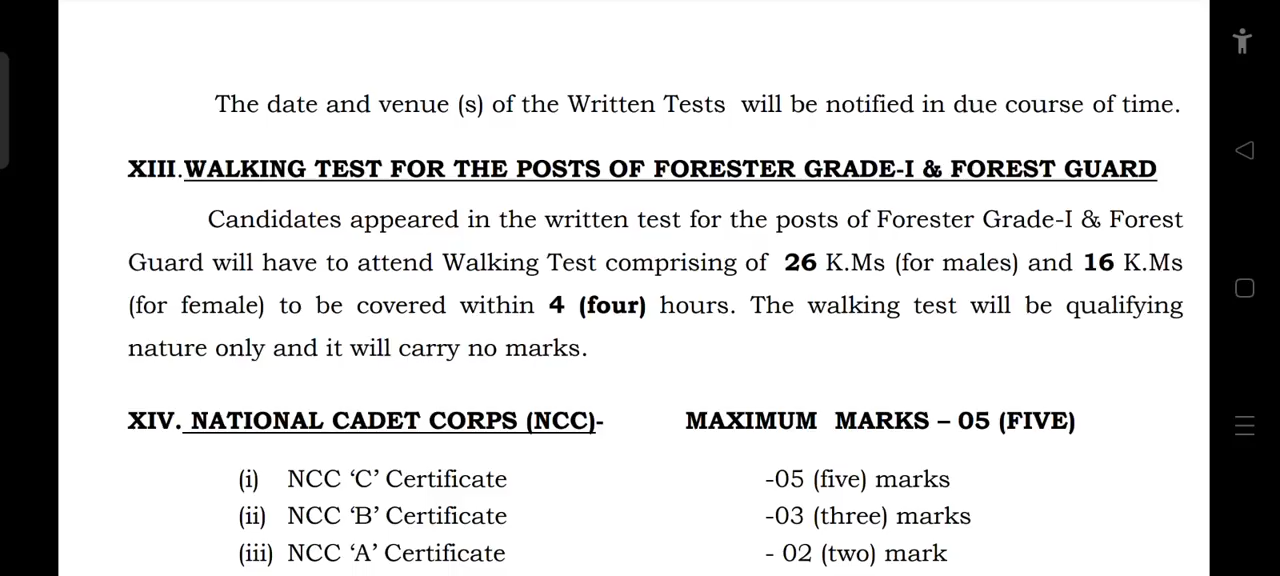 The date and venue (s) of the Written Tests will be notified in due course of time.
XIII.WALKING TEST FOR THE POSTS OF FORESTER GRADE-I & FOREST GUARD
Candidates appeared in the written test for the posts of Forester Grade-I & Forest
Guard will have to attend Walking Test comprising of 26 K.Ms (for males) and 16 K.Ms
(for female) to be covered within 4 (four) hours. The walking test will be qualifying
nature only and it will carry no marks.
XIV. NATIONAL CADET CORPS (NCC)- MAXIMUM MARKS – 05 (FIVE)
(i) NCC ‘C’ Certificate -05 (five) marks
(ii) NCC ‘B’ Certificate -03 (three) marks
(iii) NCC ‘A’ Certificate - 02 (two) mark